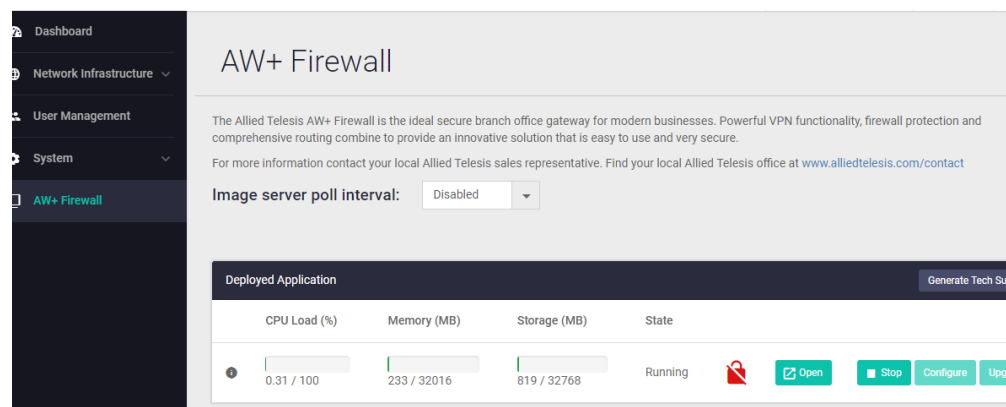 Dashboard
Network Infrastructure
User Management
System
AW+ Firewall
AW+ Firewall
The Allied Telesis AW+ Firewall is the ideal secure branch office gateway for modern businesses. Powerful VPN functionality, firewall protection and
comprehensive routing combine to provide an innovative solution that is easy to use and very secure.
For more information contact your local Allied Telesis sales representative. Find your local Allied Telesis office at www.alliedtelesis.com/contact
Image server poll interval: Disabled
Deployed Application Generate Tech Su
CPU Load (%) Memory (MB) Storage (MB) State
0.31 / 100 233 / 32016 819 / 32768 Running Open Stop Configure Upg